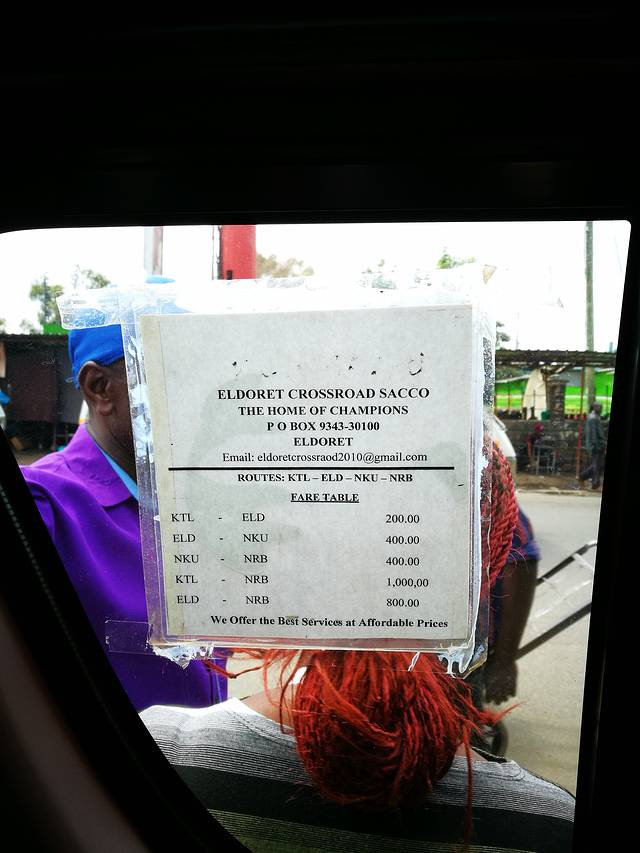 ELDORET CROSSROAD SACCO
THE HOME OF CHAMPIONS
P O BOX 9343-30100
ELDORET
Email: eldoretcrossraod2010@gmail.com
ROUTES: KTL – ELD – NKU – NRB
FARE TABLE
KTL - ELD 200.00
ELD - NKU 400.00
NKU - NRB 400.00
KTL - NRB 1,000,00
ELD - NRB 800.00
We Offer the Best Services at Affordable Prices